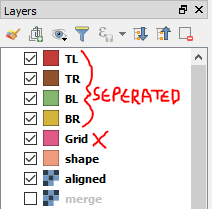 Layers
TL
TR
BL
BR
SEPERATED
Grid X
shape
aligned
merge